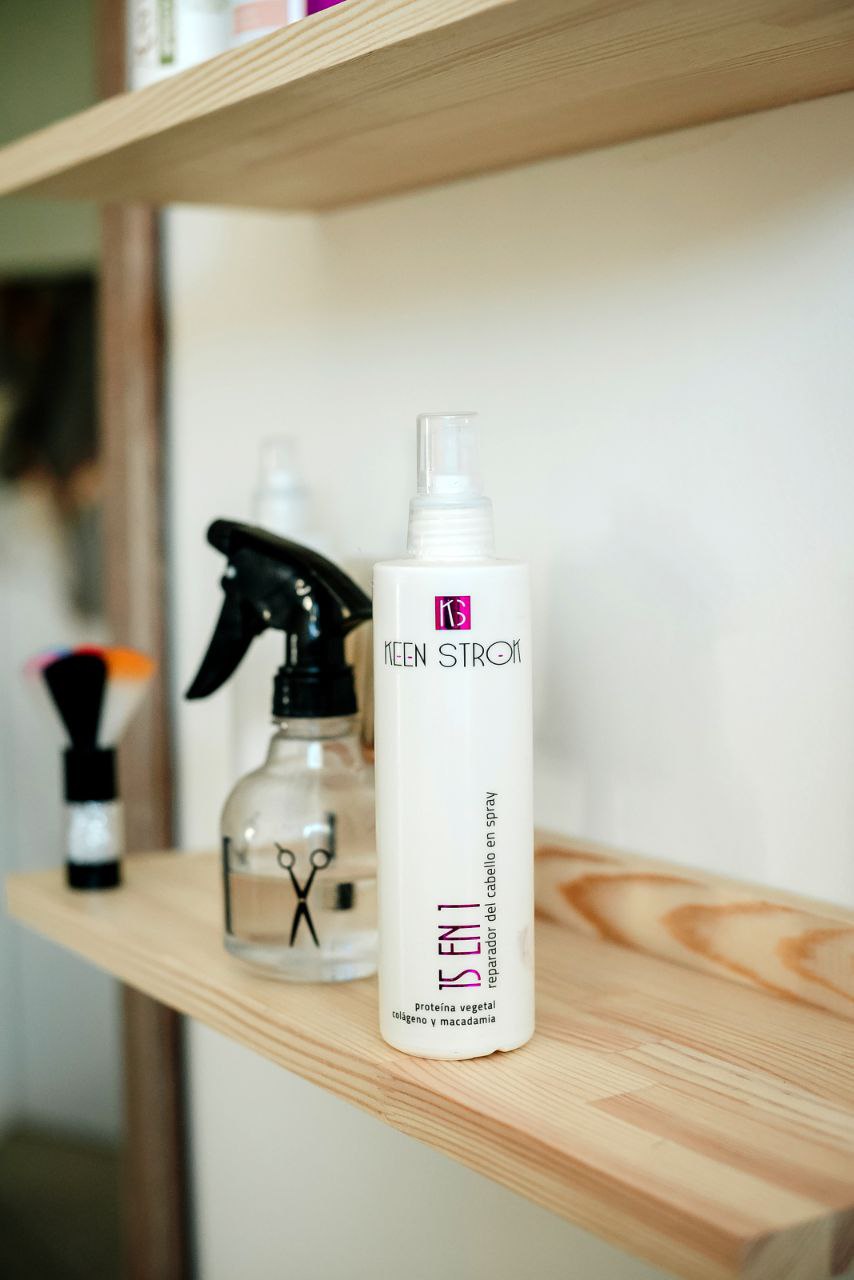 KS
KEEN STROK
15 EN 1
reparador del cabello en spray
proteína vegetal
colágeno y macadamia